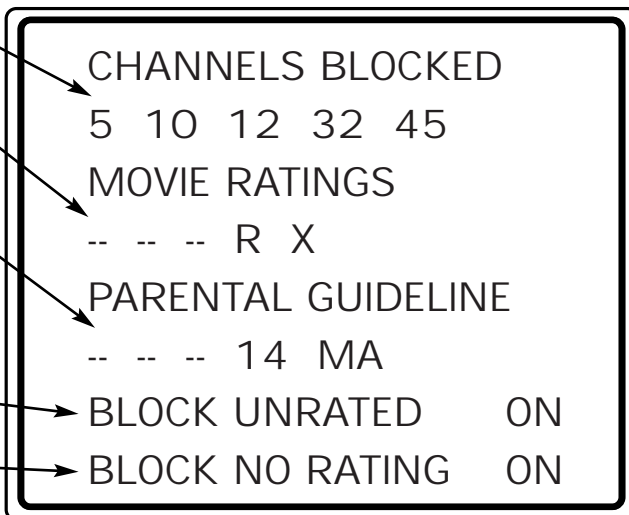 CHANNELS BLOCKED
5 10 12 32 45
MOVIE RATINGS
-- -- -- R X
PARENTAL GUIDELINE
-- -- -- 14 MA
BLOCK UNRATED ON
BLOCK NO RATING ON